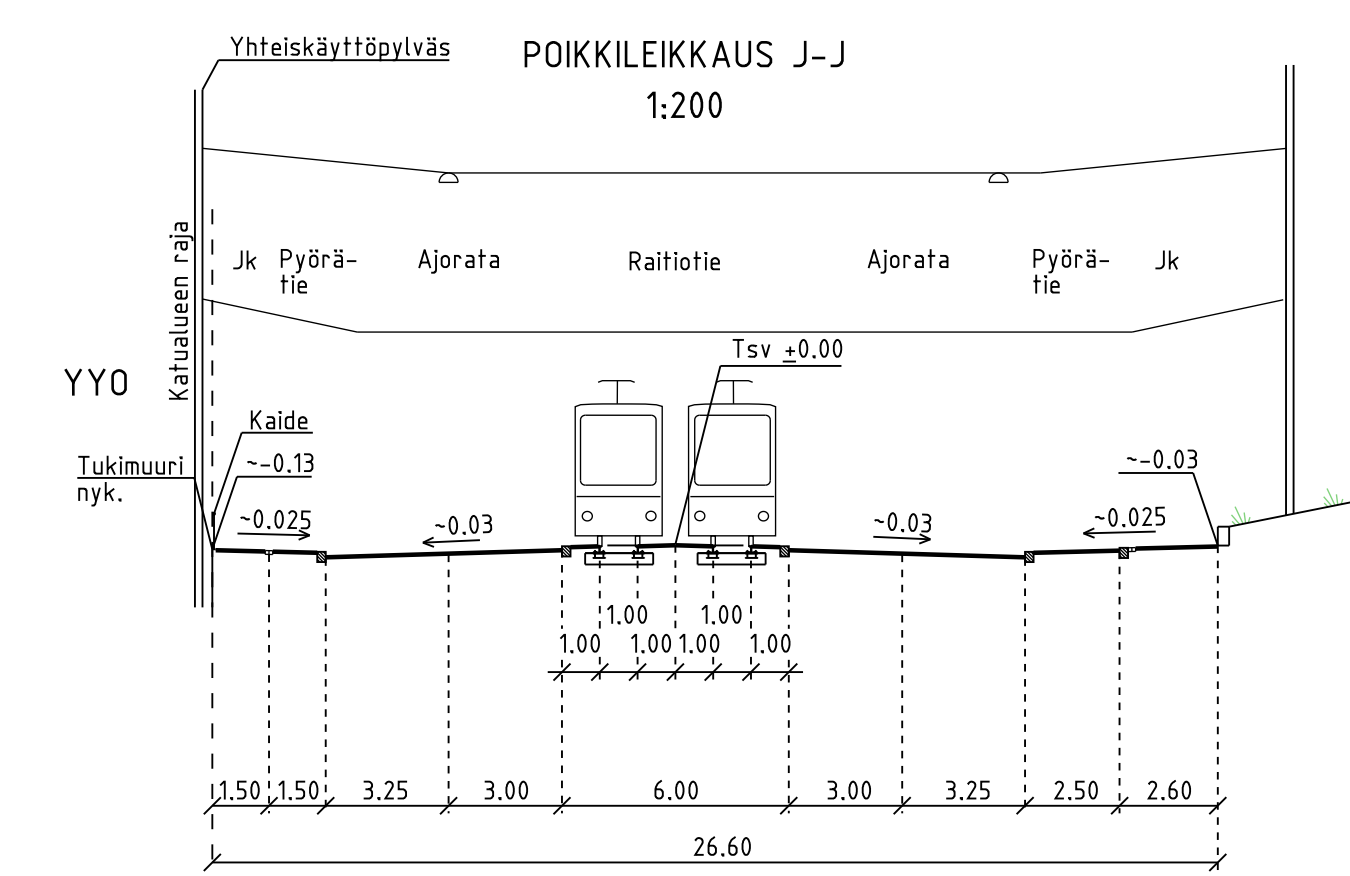 Yhteiskäyttöpylväs
POIKKILEIKKAUS J-J
1:200
Katualueen raja
Jk
Pyörä-
tie
Ajorata
Raitiotie
Ajorata
Pyörä-
tie
Jk
Tsv ±0.00
YYO
Kaide
Tukimuuri
nyk.
~-0.13
~-0.03
~0.025
~0.03
~0.03
~0.025
1.00
1.00
1.00
1.00
1.00
1.00
1.50
1.50
3.25
3.00
6.00
3.00
3.25
2.50
2.60
26.60